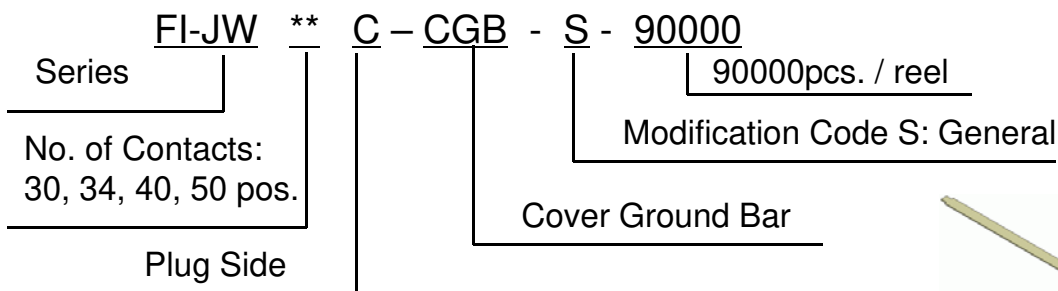 FI-JW ** C – CGB - S - 90000
Series
90000pcs. / reel
No. of Contacts:
30, 34, 40, 50 pos.
Modification Code S: General
Cover Ground Bar
Plug Side